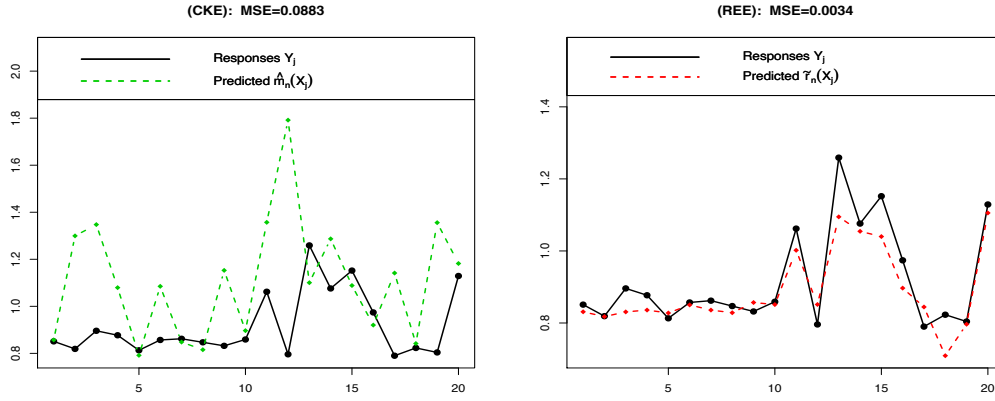 (CKE): MSE=0.0883
Responses Y_j
Predicted m̂_n(X_j)
2.0
1.8
1.6
1.4
1.2
1.0
0.8
5 10 15 20
(REE): MSE=0.0034
Responses Y_j
Predicted r̃_n(X_j)
1.4
1.2
1.0
0.8
5 10 15 20